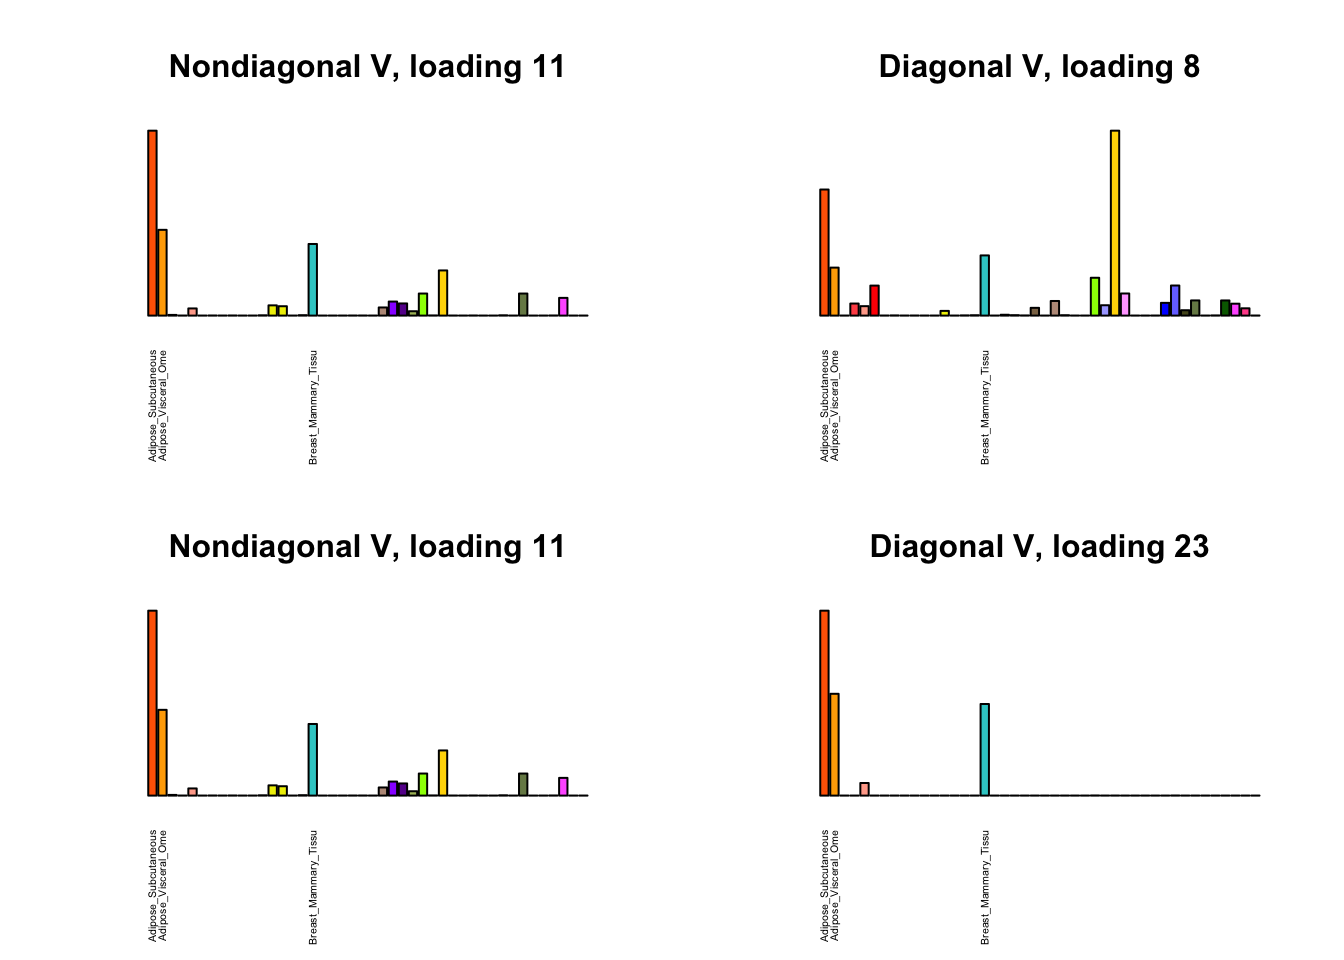 Nondiagonal V, loading 11
Adipose_Subcutaneous
Adipose_Visceral_Ome
Breast_Mammary_Tissu
Diagonal V, loading 8
Adipose_Subcutaneous
Adipose_Visceral_Ome
Breast_Mammary_Tissu
Nondiagonal V, loading 11
Adipose_Subcutaneous
Adipose_Visceral_Ome
Breast_Mammary_Tissu
Diagonal V, loading 23
Adipose_Subcutaneous
Adipose_Visceral_Ome
Breast_Mammary_Tissu